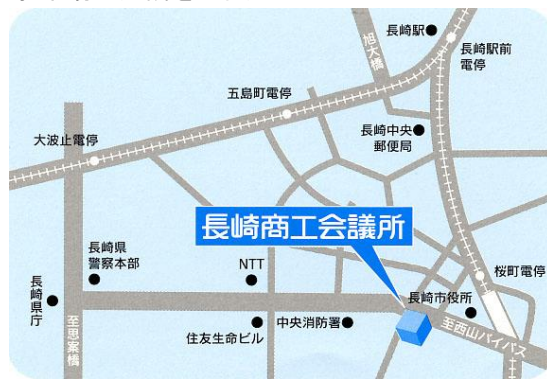 長崎駅
長崎駅前
電停
旭大橋
五島町電停
大波止電停
長崎中央
郵便局
長崎商工会議所
長崎県
警察本部
NTT
桜町電停
長崎県庁
長崎市役所
住友生命ビル
中央消防署
至思案橋
至西山バイパス